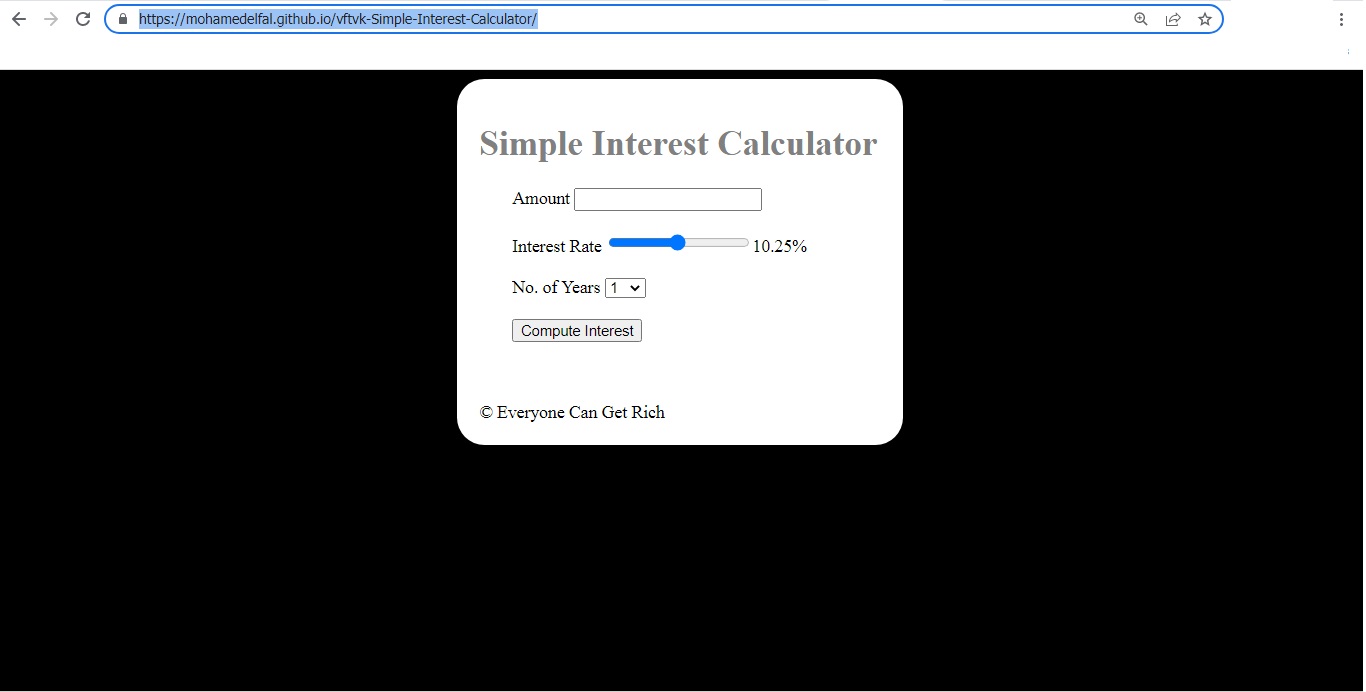 https://mohamedelfal.github.io/vftvk-Simple-Interest-Calculator/
Simple Interest Calculator
Amount
Interest Rate 10.25%
No. of Years 1
Compute Interest
© Everyone Can Get Rich